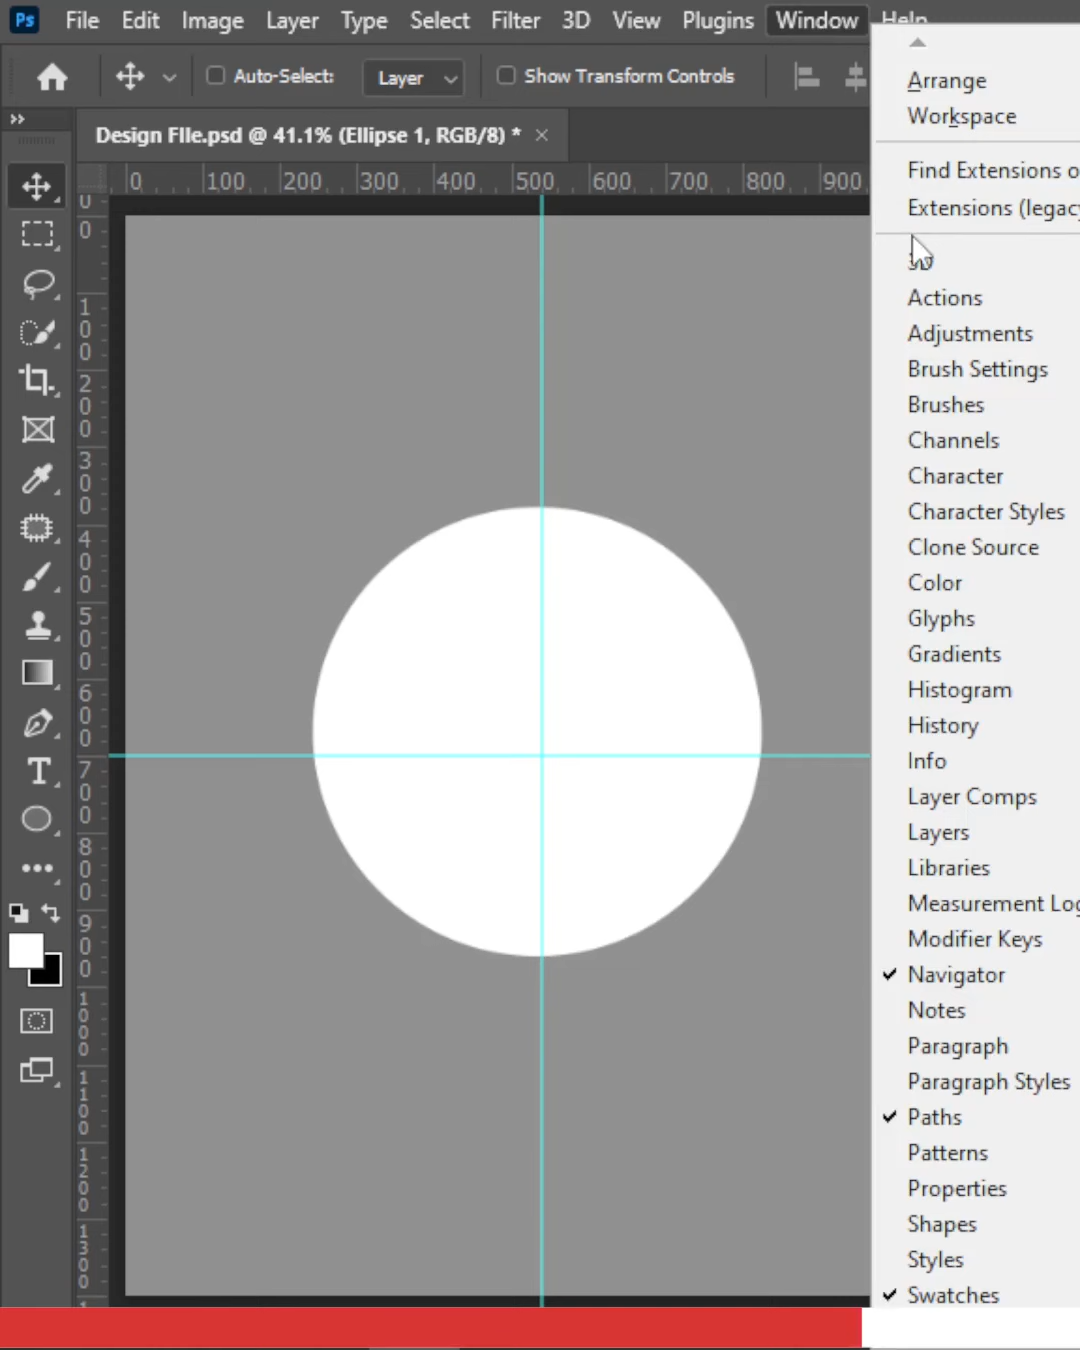 Ps File Edit Image Layer Type Select Filter 3D View Plugins Window Help
Auto-Select: Layer Show Transform Controls
Design FIle.psd @ 41.1% (Ellipse 1, RGB/8) * ×
0 100 200 300 400 500 600 700 800 900
0
0
100
200
300
400
500
600
700
800
900
1000
1100
1200
1300
1
Arrange
Workspace
Find Extensions o
Extensions (legacy
3D
Actions
Adjustments
Brush Settings
Brushes
Channels
Character
Character Styles
Clone Source
Color
Glyphs
Gradients
Histogram
History
Info
Layer Comps
Layers
Libraries
Measurement Log
Modifier Keys
Navigator
Notes
Paragraph
Paragraph Styles
Paths
Patterns
Properties
Shapes
Styles
Swatches